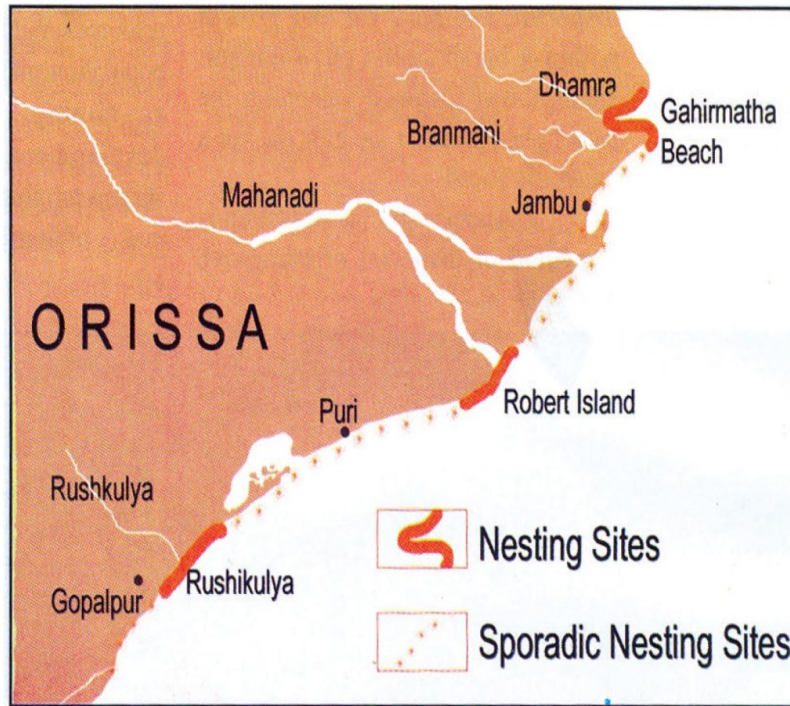 Dhamra
Gahirmatha
Beach
Branmani
Mahanadi
Jambu
ORISSA
Robert Island
Puri
Rushkulya
Nesting Sites
Rushikulya
Gopalpur
Sporadic Nesting Sites